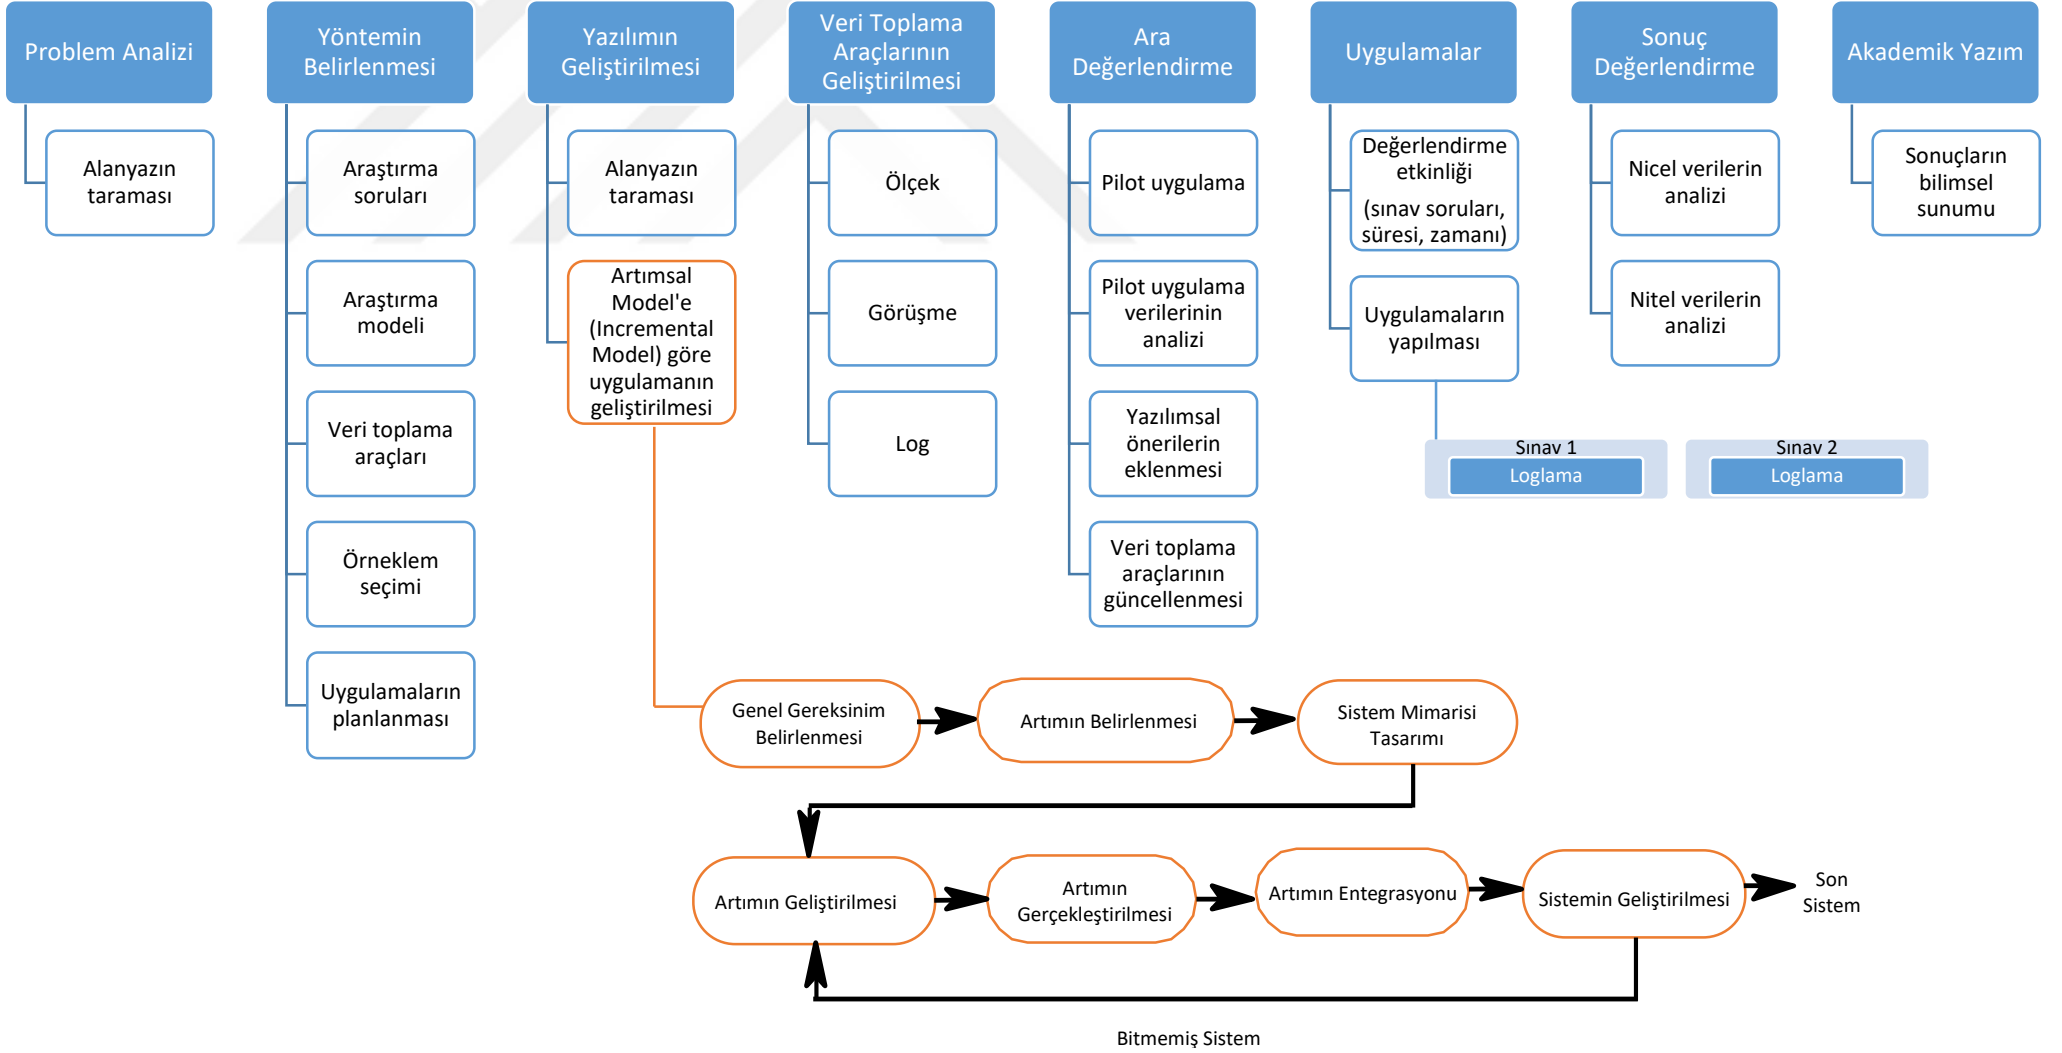 Problem Analizi
Alanyazın
taraması
Yöntemin
Belirlenmesi
Araştırma
soruları
Araştırma
modeli
Veri toplama
araçları
Örneklem
seçimi
Uygulamaların
planlanması
Yazılımın
Geliştirilmesi
Alanyazın
taraması
Artımsal
Model'e
(Incremental
Model) göre
uygulamanın
geliştirilmesi
Veri Toplama
Araçlarının
Geliştirilmesi
Ölçek
Görüşme
Log
Ara
Değerlendirme
Pilot uygulama
Pilot uygulama
verilerinin
analizi
Yazılımsal
önerilerin
eklenmesi
Veri toplama
araçlarının
güncellenmesi
Uygulamalar
Değerlendirme
etkinliği
(sınav soruları,
süresi, zamanı)
Uygulamaların
yapılması
Sınav 1
Loglama
Sınav 2
Loglama
Sonuç
Değerlendirme
Nicel verilerin
analizi
Nitel verilerin
analizi
Akademik Yazım
Sonuçların
bilimsel
sunumu
Genel Gereksinim
Belirlenmesi
Artımın Belirlenmesi
Sistem Mimarisi
Tasarımı
Artımın Geliştirilmesi
Artımın
Gerçekleştirilmesi
Artımın Entegrasyonu
Sistemin Geliştirilmesi
Son
Sistem
Bitmemiş Sistem